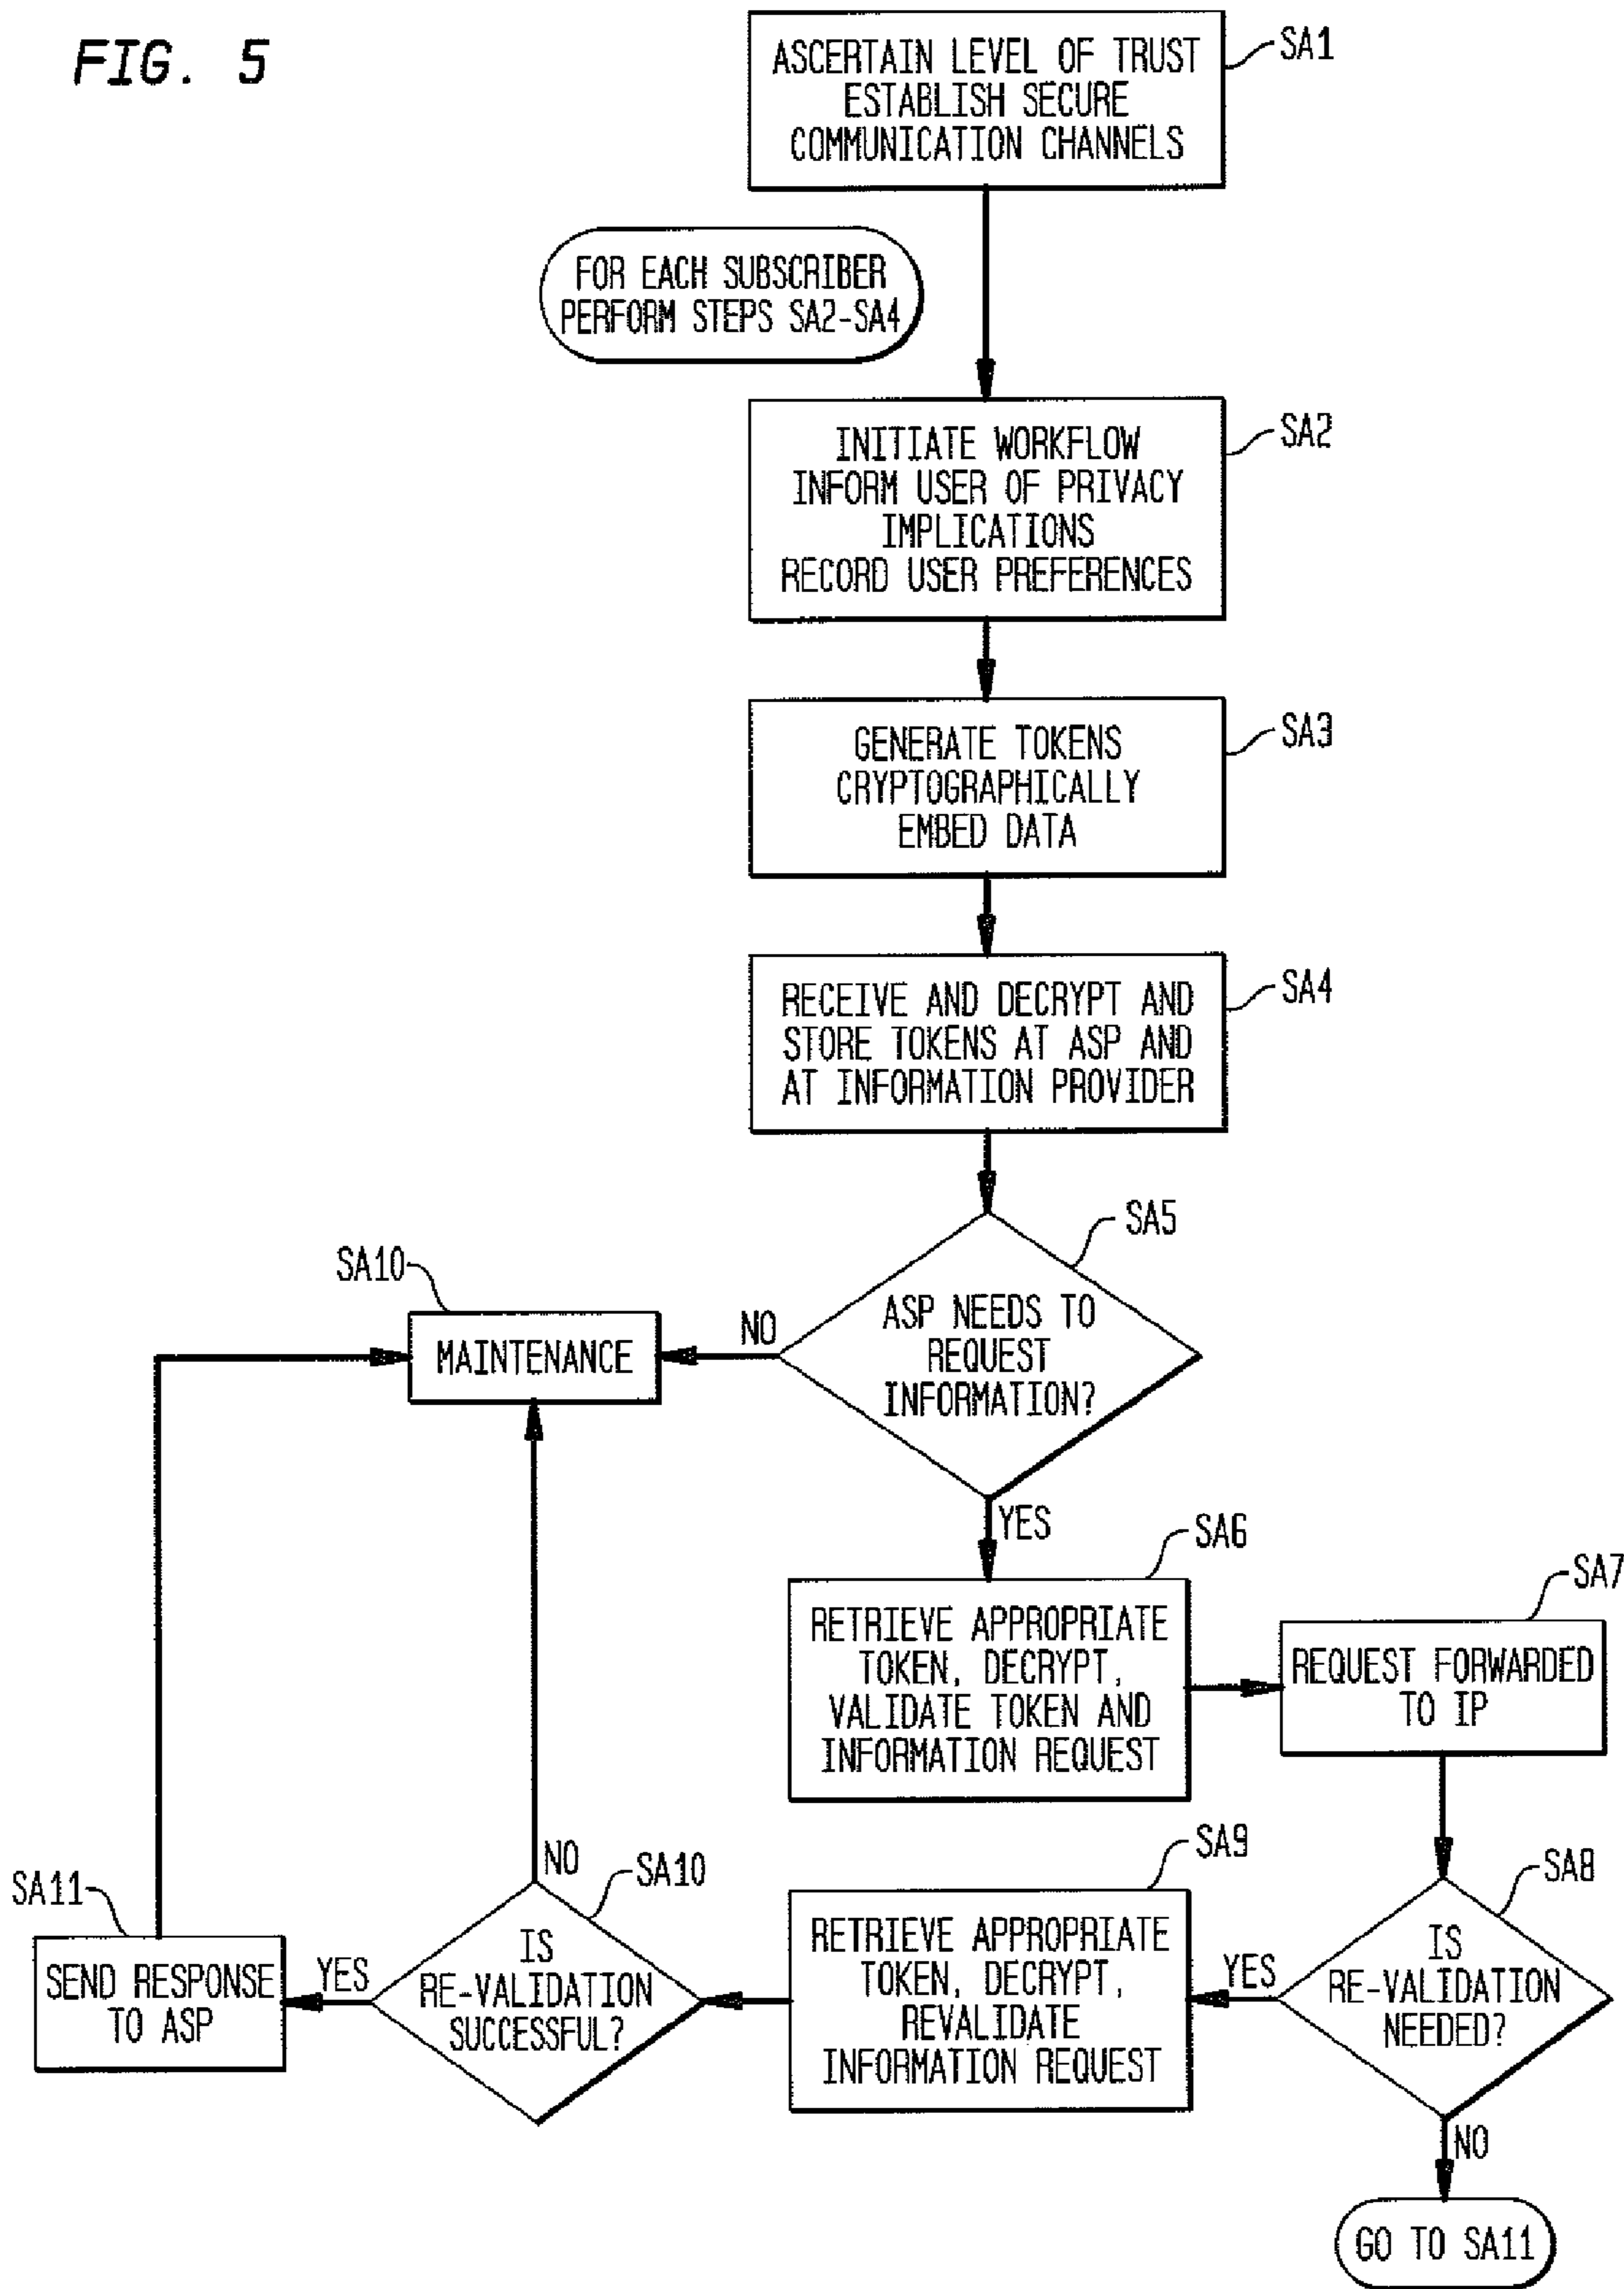 FIG. 5
ASCERTAIN LEVEL OF TRUST
ESTABLISH SECURE
COMMUNICATION CHANNELS
SA1
FOR EACH SUBSCRIBER
PERFORM STEPS SA2-SA4
INITIATE WORKFLOW
INFORM USER OF PRIVACY
IMPLICATIONS
RECORD USER PREFERENCES
SA2
GENERATE TOKENS
CRYPTOGRAPHICALLY
EMBED DATA
SA3
RECEIVE AND DECRYPT AND
STORE TOKENS AT ASP AND
AT INFORMATION PROVIDER
SA4
SA5
ASP NEEDS TO
REQUEST
INFORMATION?
NO
SA10
MAINTENANCE
YES
SA6
RETRIEVE APPROPRIATE
TOKEN, DECRYPT,
VALIDATE TOKEN AND
INFORMATION REQUEST
SA7
REQUEST FORWARDED
TO IP
SA8
IS
RE-VALIDATION
NEEDED?
YES
SA9
RETRIEVE APPROPRIATE
TOKEN, DECRYPT,
REVALIDATE
INFORMATION REQUEST
SA10
IS
RE-VALIDATION
SUCCESSFUL?
NO
YES
SA11
SEND RESPONSE
TO ASP
NO
GO TO SA11